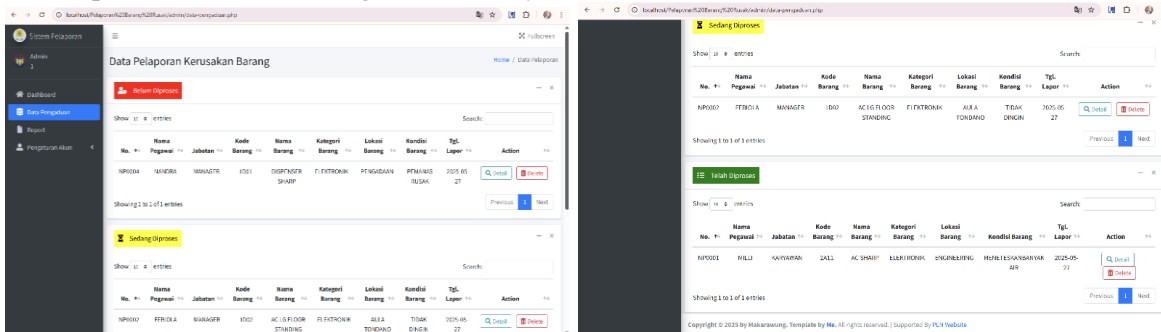 localhost/Pelaporan%20Barang%20Rusak/admin/data-pengaduan.php
Sistem Pelaporan
Fullscreen
Admin
1
Dashboard
Data Pengaduan
Report
Pengaturan Akun
Data Pelaporan Kerusakan Barang
Home / Data Pelaporan
Belum Diproses
Show 10 entries
Search:
No. Nama Pegawai Jabatan Kode Barang Nama Barang Kategori Barang Lokasi Barang Kondisi Barang Tgl. Lapor Action
NP0004 NANDRA MANAGER 1D01 DISPENSER SHARP ELEKTRONIK PENGADAAN PEMANAS RUSAK 2025-05-27 Detail Delete
Showing 1 to 1 of 1 entries
Previous 1 Next
Sedang Diproses
Show 10 entries
Search:
No. Nama Pegawai Jabatan Kode Barang Nama Barang Kategori Barang Lokasi Barang Kondisi Barang Tgl. Lapor Action
NP0002 FEBIOLA MANAGER 1D02 AC LG FLOOR STANDING ELEKTRONIK AULA TONDANO TIDAK DINGIN 2025-05-27 Detail Delete
localhost/Pelaporan%20Barang%20Rusak/admin/data-pengaduan.php
Sedang Diproses
Show 10 entries
Search:
No. Nama Pegawai Jabatan Kode Barang Nama Barang Kategori Barang Lokasi Barang Kondisi Barang Tgl. Lapor Action
NP0002 FEBIOLA MANAGER 1D02 AC LG FLOOR STANDING ELEKTRONIK AULA TONDANO TIDAK DINGIN 2025-05-27 Detail Delete
Showing 1 to 1 of 1 entries
Previous 1 Next
Telah Diproses
Show 10 entries
Search:
No. Nama Pegawai Jabatan Kode Barang Nama Barang Kategori Barang Lokasi Barang Kondisi Barang Tgl. Lapor Action
NP0001 MILLI KARYAWAN 2A11 AC SHARP ELEKTRONIK ENGINEERING MENETESKANBANYAK AIR 2025-05-27 Detail Delete
Showing 1 to 1 of 1 entries
Previous 1 Next
Copyright © 2025 by Makarawung. Template by Me. All rights reserved. | Supported By PLN Website